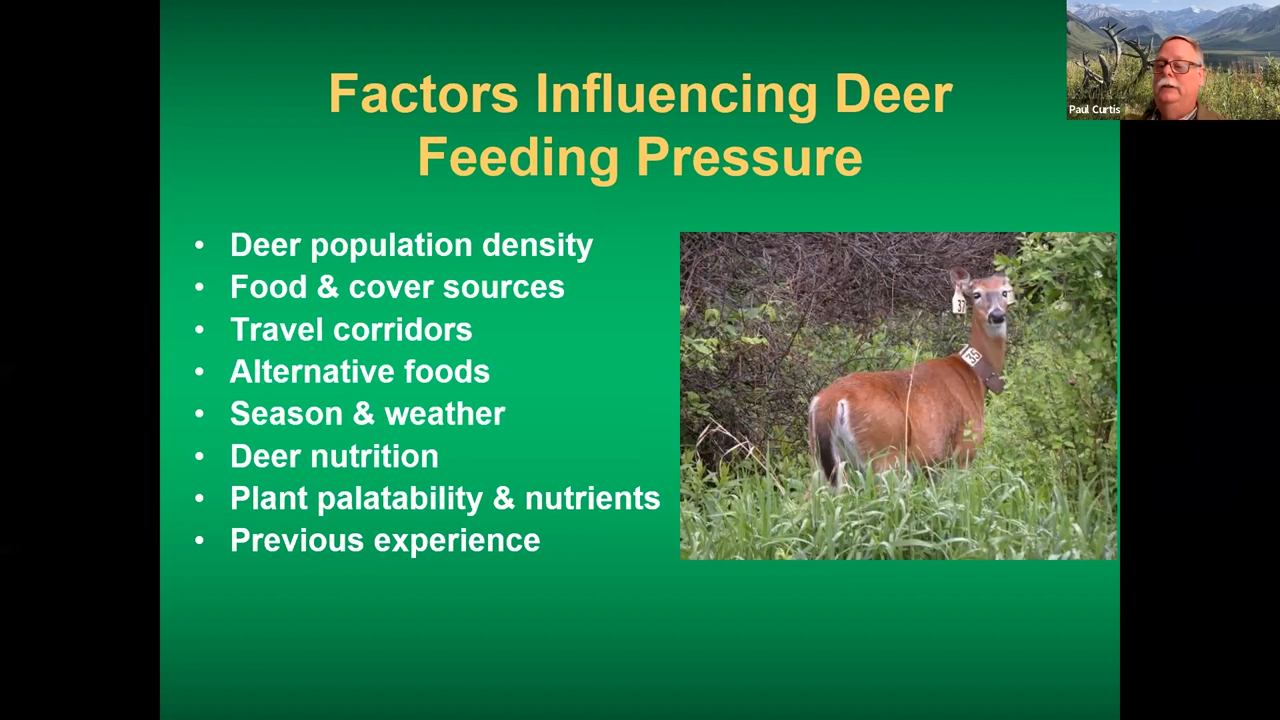 Factors Influencing Deer
Feeding Pressure
Paul Curtis
• Deer population density
• Food & cover sources
• Travel corridors
• Alternative foods
• Season & weather
• Deer nutrition
• Plant palatability & nutrients
• Previous experience
37